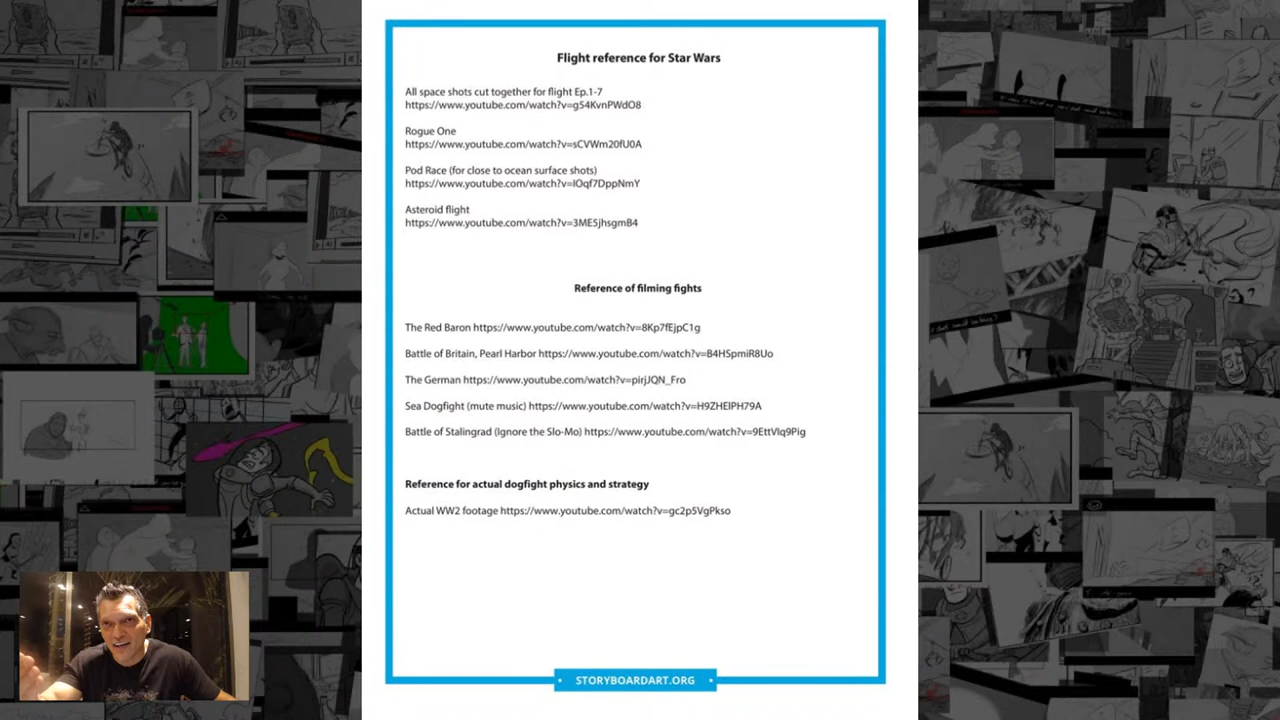 Flight reference for Star Wars
All space shots cut together for flight Ep.1-7
https://www.youtube.com/watch?v=g54KvnPWdO8
Rogue One
https://www.youtube.com/watch?v=sCVWm20fU0A
Pod Race (for close to ocean surface shots)
https://www.youtube.com/watch?v=IOqf7DppNmY
Asteroid flight
https://www.youtube.com/watch?v=3ME5jhsgmB4
Reference of filming fights
The Red Baron https://www.youtube.com/watch?v=8Kp7fEjpC1g
Battle of Britain, Pearl Harbor https://www.youtube.com/watch?v=B4HSpmiR8Uo
The German https://www.youtube.com/watch?v=pirjJQN_Fro
Sea Dogfight (mute music) https://www.youtube.com/watch?v=H9ZHEIPH79A
Battle of Stalingrad (Ignore the Slo-Mo) https://www.youtube.com/watch?v=9EttVIq9Pig
Reference for actual dogfight physics and strategy
Actual WW2 footage https://www.youtube.com/watch?v=gc2p5VgPkso
• STORYBOARDART.ORG •